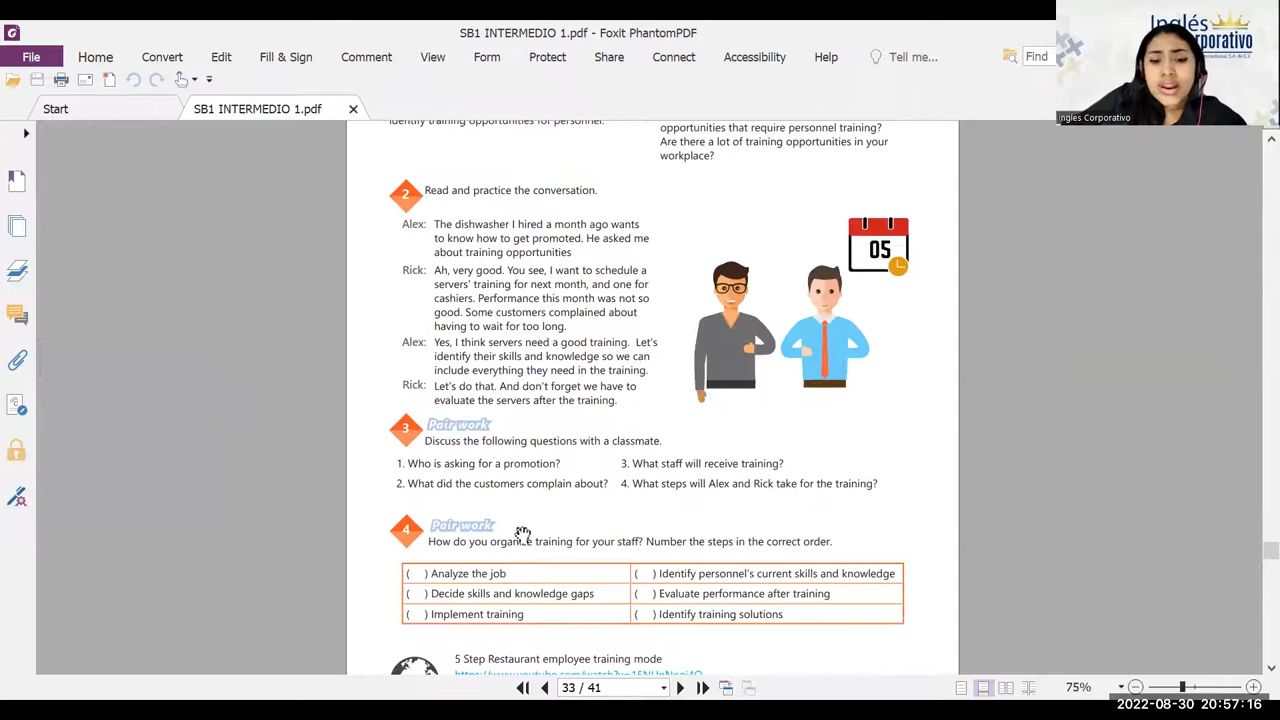 SB1 INTERMEDIO 1.pdf - Foxit PhantomPDF
File Home Convert Edit Fill & Sign Comment View Form Protect Share Connect Accessibility Help Tell me... Find
Start SB1 INTERMEDIO 1.pdf
Inglés
Corporativo
Ingles Corporativo
identify training opportunities for personnel.
opportunities that require personnel training?
Are there a lot of training opportunities in your
workplace?
2 Read and practice the conversation.
Alex: The dishwasher I hired a month ago wants
to know how to get promoted. He asked me
about training opportunities
Rick: Ah, very good. You see, I want to schedule a
servers' training for next month, and one for
cashiers. Performance this month was not so
good. Some customers complained about
having to wait for too long.
Alex: Yes, I think servers need a good training. Let's
identify their skills and knowledge so we can
include everything they need in the training.
Rick: Let's do that. And don't forget we have to
evaluate the servers after the training.
05
3 Pair work
Discuss the following questions with a classmate.
1. Who is asking for a promotion? 3. What staff will receive training?
2. What did the customers complain about? 4. What steps will Alex and Rick take for the training?
4 Pair work
How do you organize training for your staff? Number the steps in the correct order.
( ) Analyze the job ( ) Identify personnel's current skills and knowledge
( ) Decide skills and knowledge gaps ( ) Evaluate performance after training
( ) Implement training ( ) Identify training solutions
5 Step Restaurant employee training mode
33 / 41 75%
2022-08-30 20:57:16